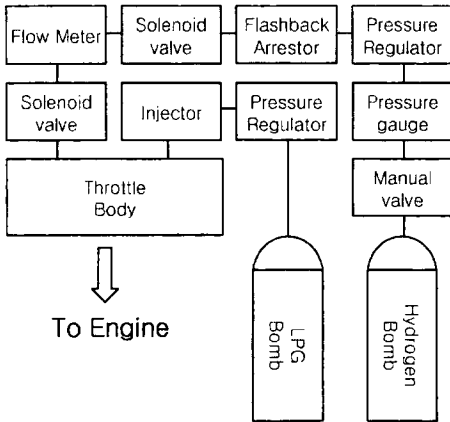 Flow Meter
Solenoid
valve
Flashback
Arrestor
Pressure
Regulator
Solenoid
valve
Injector
Pressure
Regulator
Pressure
gauge
Throttle
Body
Manual
valve
To Engine
LPG
Bomb
Hydrogen
Bomb